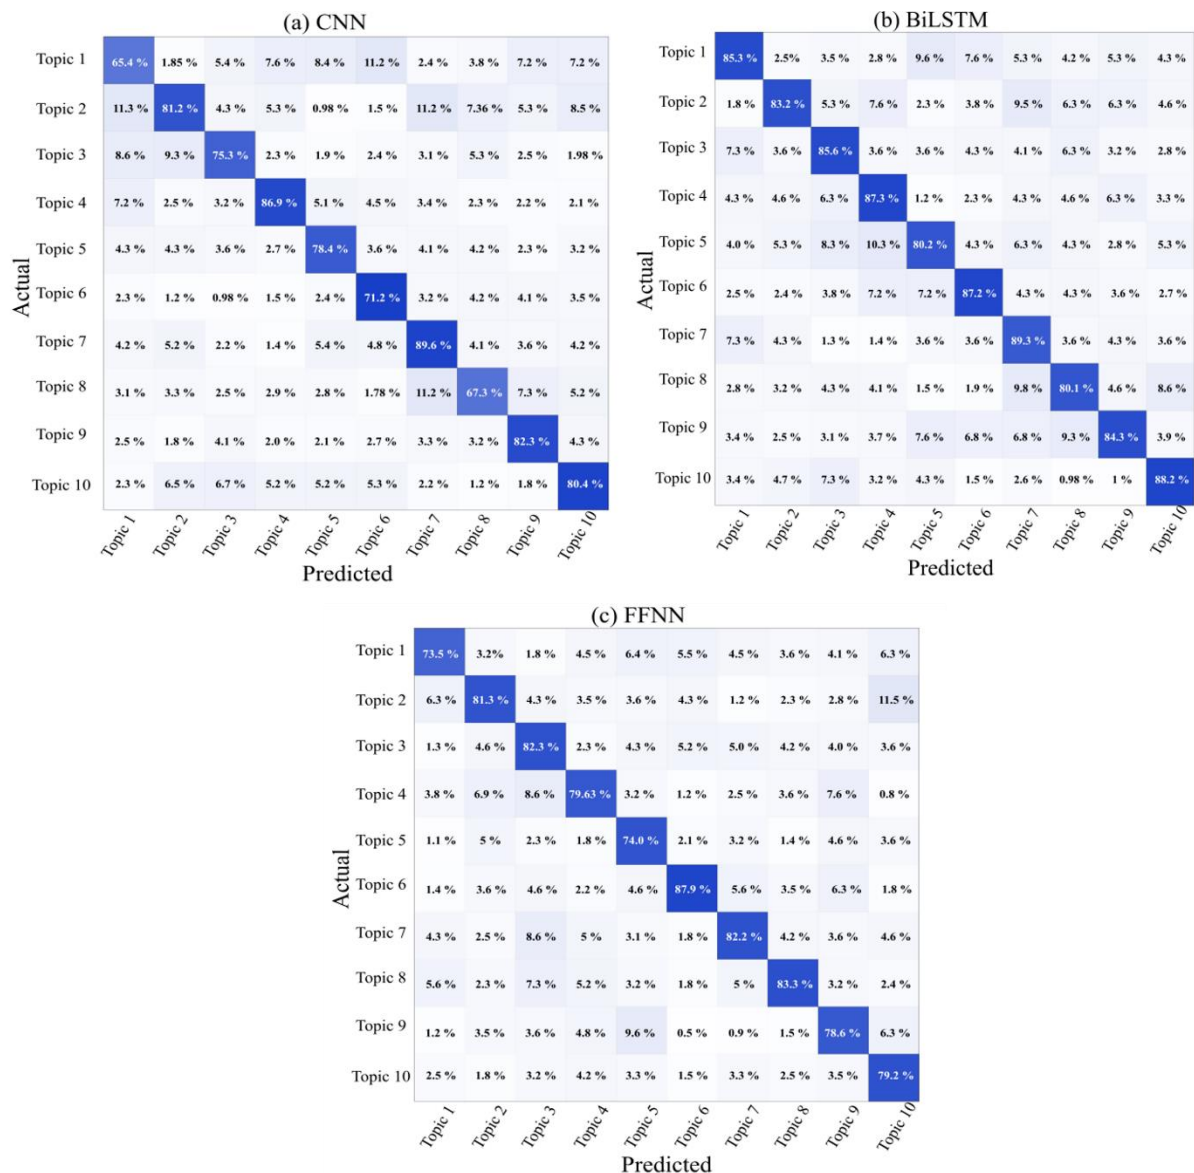 (a) CNN
Actual
Topic 1 65.4 % 1.85 % 5.4 % 7.6 % 8.4 % 11.2 % 2.4 % 3.8 % 7.2 % 7.2 %
Topic 2 11.3 % 81.2 % 4.3 % 5.3 % 0.98 % 1.5 % 11.2 % 7.36 % 5.3 % 8.5 %
Topic 3 8.6 % 9.3 % 75.3 % 2.3 % 1.9 % 2.4 % 3.1 % 5.3 % 2.5 % 1.98 %
Topic 4 7.2 % 2.5 % 3.2 % 86.9 % 5.1 % 4.5 % 3.4 % 2.3 % 2.2 % 2.1 %
Topic 5 4.3 % 4.3 % 3.6 % 2.7 % 78.4 % 3.6 % 4.1 % 4.2 % 2.3 % 3.2 %
Topic 6 2.3 % 1.2 % 0.98 % 1.5 % 2.4 % 71.2 % 3.2 % 4.2 % 4.1 % 3.5 %
Topic 7 4.2 % 5.2 % 2.2 % 1.4 % 5.4 % 4.8 % 89.6 % 4.1 % 3.6 % 4.2 %
Topic 8 3.1 % 3.3 % 2.5 % 2.9 % 2.8 % 1.78 % 11.2 % 67.3 % 7.3 % 5.2 %
Topic 9 2.5 % 1.8 % 4.1 % 2.0 % 2.1 % 2.7 % 3.3 % 3.2 % 82.3 % 4.3 %
Topic 10 2.3 % 6.5 % 6.7 % 5.2 % 5.2 % 5.3 % 2.2 % 1.2 % 1.8 % 80.4 %
Topic 1 Topic 2 Topic 3 Topic 4 Topic 5 Topic 6 Topic 7 Topic 8 Topic 9 Topic 10
Predicted
(b) BiLSTM
Actual
Topic 1 85.3 % 2.5% 3.5 % 2.8 % 9.6 % 7.6 % 5.3 % 4.2 % 5.3 % 4.3 %
Topic 2 1.8 % 83.2 % 5.3 % 7.6 % 2.3 % 3.8 % 9.5 % 6.3 % 6.3 % 4.6 %
Topic 3 7.3 % 3.6 % 85.6 % 3.6 % 3.6 % 4.3 % 4.1 % 6.3 % 3.2 % 2.8 %
Topic 4 4.3 % 4.6 % 6.3 % 87.3 % 1.2 % 2.3 % 4.3 % 4.6 % 6.3 % 3.3 %
Topic 5 4.0 % 5.3 % 8.3 % 10.3 % 80.2 % 4.3 % 6.3 % 4.3 % 2.8 % 5.3 %
Topic 6 2.5 % 2.4 % 3.8 % 7.2 % 7.2 % 87.2 % 4.3 % 4.3 % 3.6 % 2.7 %
Topic 7 7.3 % 4.3 % 1.3 % 1.4 % 3.6 % 3.6 % 89.3 % 3.6 % 4.3 % 3.6 %
Topic 8 2.8 % 3.2 % 4.3 % 4.1 % 1.5 % 1.9 % 9.8 % 80.1 % 4.6 % 8.6 %
Topic 9 3.4 % 2.5 % 3.1 % 3.7 % 7.6 % 6.8 % 6.8 % 9.3 % 84.3 % 3.9 %
Topic 10 3.4 % 4.7 % 7.3 % 3.2 % 4.3 % 1.5 % 2.6 % 0.98 % 1 % 88.2 %
Topic 1 Topic 2 Topic 3 Topic 4 Topic 5 Topic 6 Topic 7 Topic 8 Topic 9 Topic 10
Predicted
(c) FFNN
Actual
Topic 1 73.5 % 3.2% 1.8 % 4.5 % 6.4 % 5.5 % 4.5 % 3.6 % 4.1 % 6.3 %
Topic 2 6.3 % 81.3 % 4.3 % 3.5 % 3.6 % 4.3 % 1.2 % 2.3 % 2.8 % 11.5 %
Topic 3 1.3 % 4.6 % 82.3 % 2.3 % 4.3 % 5.2 % 5.0 % 4.2 % 4.0 % 3.6 %
Topic 4 3.8 % 6.9 % 8.6 % 79.63 % 3.2 % 1.2 % 2.5 % 3.6 % 7.6 % 0.8 %
Topic 5 1.1 % 5 % 2.3 % 1.8 % 74.0 % 2.1 % 3.2 % 1.4 % 4.6 % 3.6 %
Topic 6 1.4 % 3.6 % 4.6 % 2.2 % 4.6 % 87.9 % 5.6 % 3.5 % 6.3 % 1.8 %
Topic 7 4.3 % 2.5 % 8.6 % 5 % 3.1 % 1.8 % 82.2 % 4.2 % 3.6 % 4.6 %
Topic 8 5.6 % 2.3 % 7.3 % 5.2 % 3.2 % 1.8 % 5 % 83.3 % 3.2 % 2.4 %
Topic 9 1.2 % 3.5 % 3.6 % 4.8 % 9.6 % 0.5 % 0.9 % 1.5 % 78.6 % 6.3 %
Topic 10 2.5 % 1.8 % 3.2 % 4.2 % 3.3 % 1.5 % 3.3 % 2.5 % 3.5 % 79.2 %
Topic 1 Topic 2 Topic 3 Topic 4 Topic 5 Topic 6 Topic 7 Topic 8 Topic 9 Topic 10
Predicted